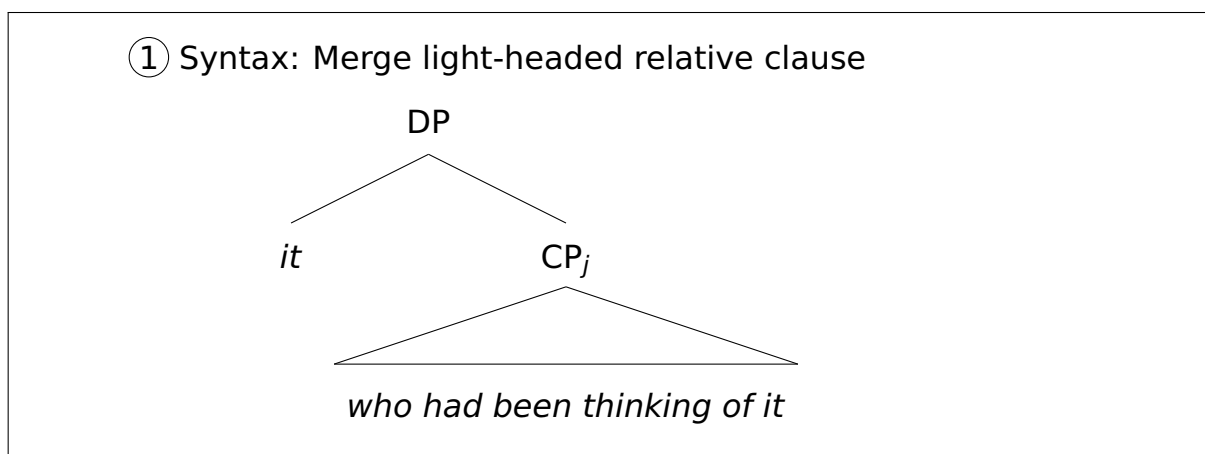 ① Syntax: Merge light-headed relative clause
DP
it CPj
who had been thinking of it